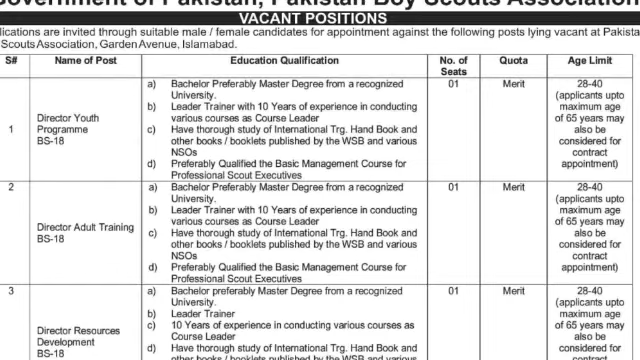 Government of Pakistan, Pakistan Boy Scouts Association
VACANT POSITIONS
lications are invited through suitable male / female candidates for appointment against the following posts lying vacant at Pakista
Scouts Association, Garden Avenue, Islamabad.
S# Name of Post Education Qualification No. of Seats Quota Age Limit
1
Director Youth
Programme
BS-18
a) Bachelor Preferably Master Degree from a recognized
University.
b) Leader Trainer with 10 Years of experience in conducting
various courses as Course Leader
c) Have thorough study of International Trg. Hand Book and
other books / booklets published by the WSB and various
NSOs
d) Preferably Qualified the Basic Management Course for
Professional Scout Executives
01
Merit
28-40
(applicants upto
maximum age
of 65 years may
also be
considered for
contract
appointment)
2
Director Adult Training
BS-18
a) Bachelor Preferably Master Degree from a recognized
University.
b) Leader Trainer with 10 Years of experience in conducting
various courses as Course Leader
c) Have thorough study of International Trg. Hand Book and
other books / booklets published by the WSB and various
NSOs
d) Preferably Qualified the Basic Management Course for
Professional Scout Executives
01
Merit
28-40
(applicants upto
maximum age
of 65 years may
also be
considered for
contract
appointment)
3
Director Resources
Development
BS-18
a) Bachelor preferably Master Degree from a recognized
University.
b) Leader Trainer
c) 10 Years of experience in conducting various courses as
Course Leader
d) Have thorough study of International Trg. Hand Book and
other books / booklets published by the WSB and various
01
Merit
28-40
(applicants upto
maximum age
of 65 years may
also be
considered for
contract